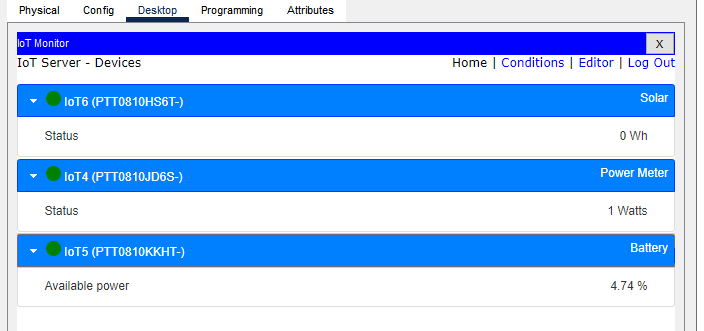 Physical Config Desktop Programming Attributes
IoT Monitor X
IoT Server - Devices Home | Conditions | Editor | Log Out
IoT6 (PTT0810HS6T-) Solar
Status 0 Wh
IoT4 (PTT0810JD6S-) Power Meter
Status 1 Watts
IoT5 (PTT0810KKHT-) Battery
Available power 4.74 %